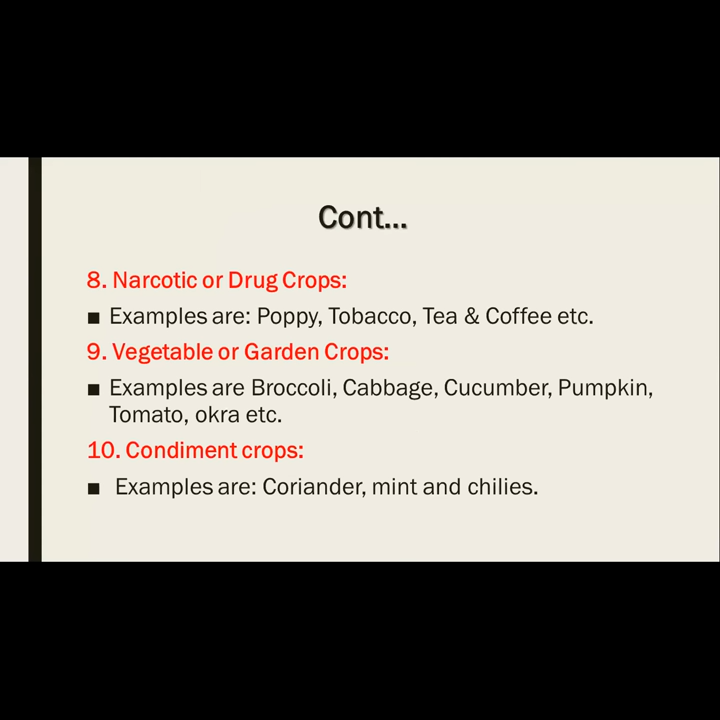 Cont...
8. Narcotic or Drug Crops:
■ Examples are: Poppy, Tobacco, Tea & Coffee etc.
9. Vegetable or Garden Crops:
■ Examples are Broccoli, Cabbage, Cucumber, Pumpkin,
Tomato, okra etc.
10. Condiment crops:
■ Examples are: Coriander, mint and chilies.